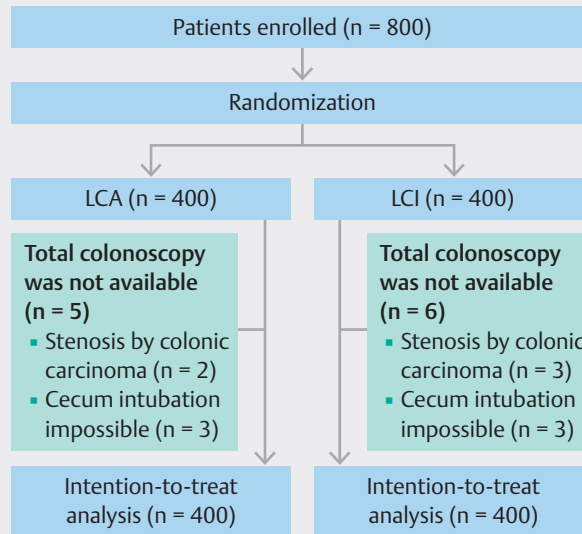 Patients enrolled (n = 800)
Randomization
LCA (n = 400)
LCI (n = 400)
Total colonoscopy
was not available
(n = 5)
▪ Stenosis by colonic
carcinoma (n = 2)
▪ Cecum intubation
impossible (n = 3)
Total colonoscopy
was not available
(n = 6)
▪ Stenosis by colonic
carcinoma (n = 3)
▪ Cecum intubation
impossible (n = 3)
Intention-to-treat
analysis (n = 400)
Intention-to-treat
analysis (n = 400)